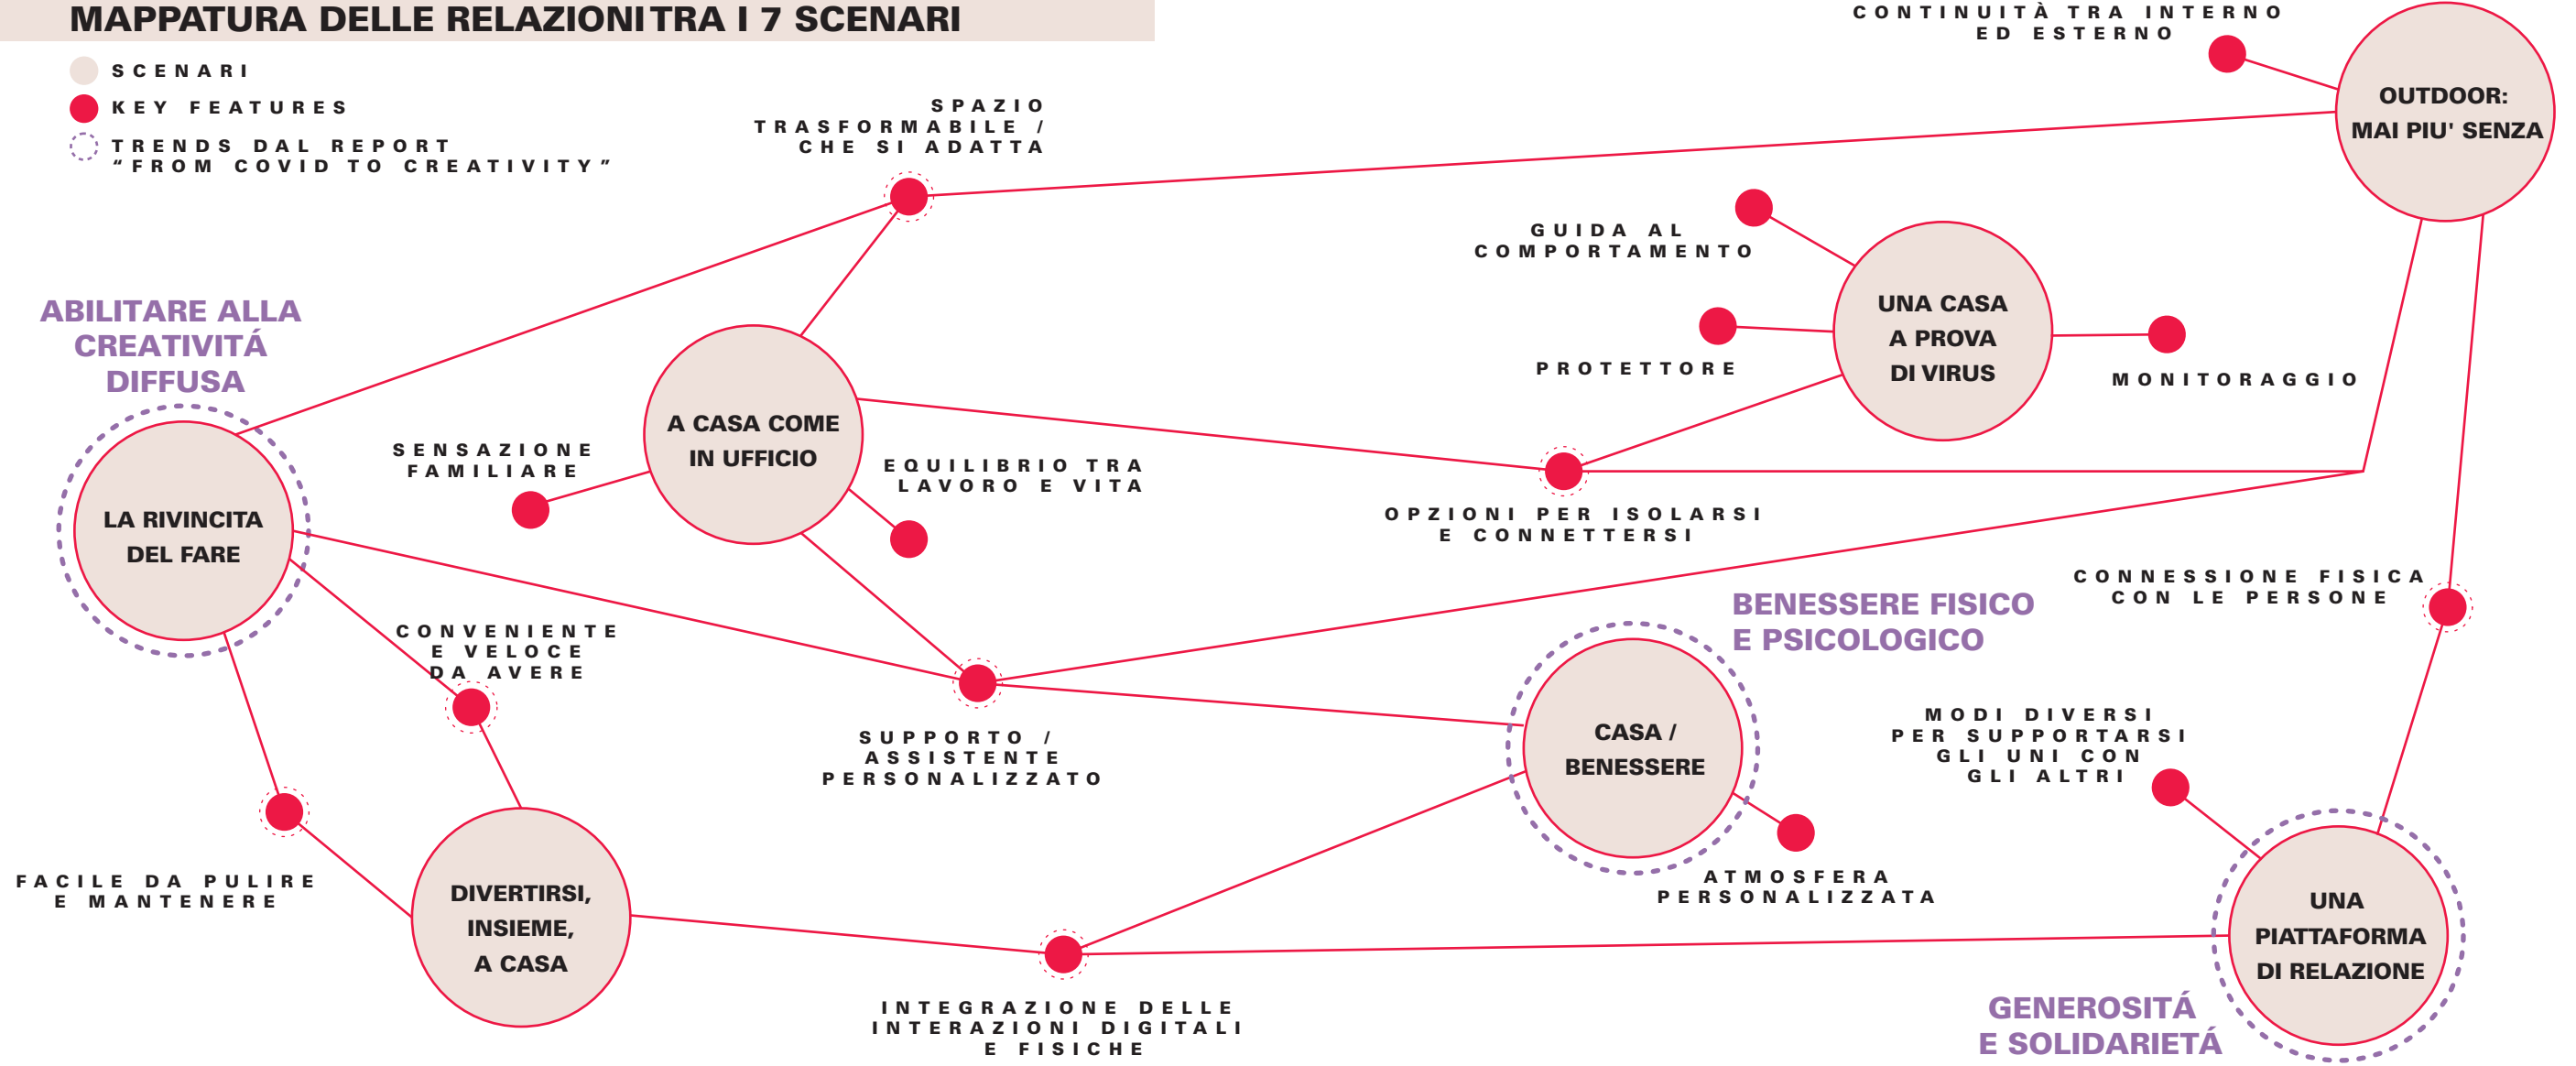 MAPPATURA DELLE RELAZIONI TRA I 7 SCENARI
SCENARI
KEY FEATURES
TRENDS DAL REPORT
“FROM COVID TO CREATIVITY”
CONTINUITÀ TRA INTERNO
ED ESTERNO
OUTDOOR:
MAI PIU' SENZA
SPAZIO
TRASFORMABILE /
CHE SI ADATTA
GUIDA AL
COMPORTAMENTO
UNA CASA
A PROVA
DI VIRUS
PROTETTORE
MONITORAGGIO
ABILITARE ALLA
CREATIVITÁ
DIFFUSA
A CASA COME
IN UFFICIO
SENSAZIONE
FAMILIARE
EQUILIBRIO TRA
LAVORO E VITA
LA RIVINCITA
DEL FARE
OPZIONI PER ISOLARSI
E CONNETTERSI
CONNESSIONE FISICA
CON LE PERSONE
BENESSERE FISICO
E PSICOLOGICO
CONVENIENTE
E VELOCE
DA AVERE
SUPPORTO /
ASSISTENTE
PERSONALIZZATO
CASA /
BENESSERE
MODI DIVERSI
PER SUPPORTARSI
GLI UNI CON
GLI ALTRI
FACILE DA PULIRE
E MANTENERE
DIVERTIRSI,
INSIEME,
A CASA
ATMOSFERA
PERSONALIZZATA
UNA
PIATTAFORMA
DI RELAZIONE
INTEGRAZIONE DELLE
INTERAZIONI DIGITALI
E FISICHE
GENEROSITÁ
E SOLIDARIETÁ